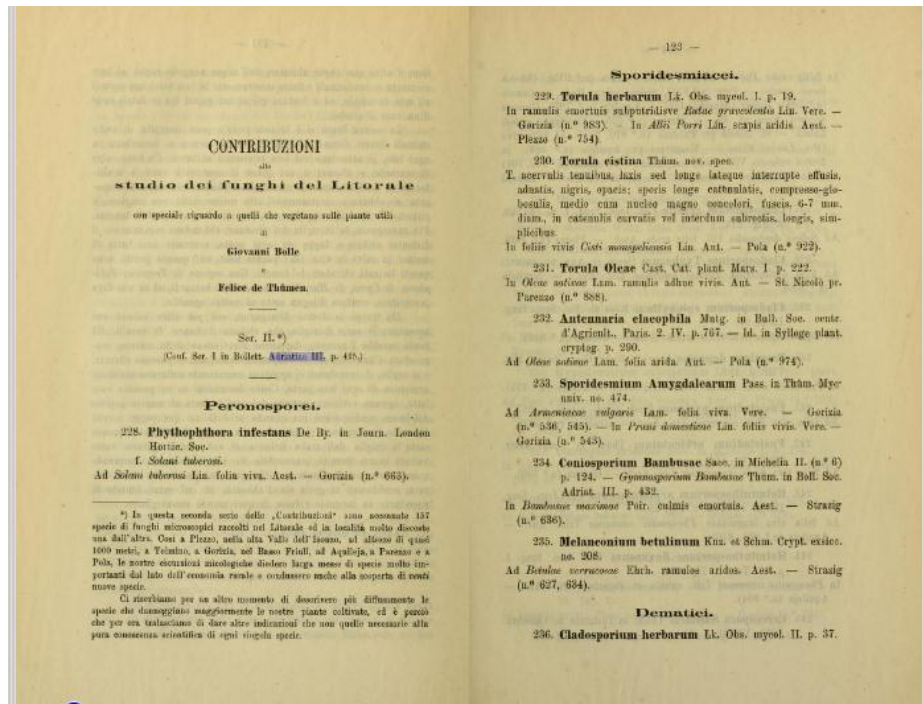 CONTRIBUZIONI
alle
studio dei funghi del Litorale
con speciale riguardo a quelli che vegetano sulle piante utili
di
Giovanni Bolle
e
Felice de Thümen.
Ser. II.*)
(Conf. Ser. I in Bollett. Adriatico III, p. 425.)
Peronosporei.
228. Phythophthora infestans De By. in Journ. London
Hortic. Soc.
f. Solani tuberosi.
Ad Solani tuberosi Lin. folia viva. Aest. — Gorizia (n.° 663).
*) In questa seconda serie delle „Contribuzioni" sono nominate 157
specie di funghi microscopici raccolti nel Litorale ed in località molto discoste
una dall'altra. Così a Plezzo, nella alta Valle dell'Isonzo, ad altezze di quasi
1000 metri, a Tolmino, a Gorizia, nel Basso Friuli, ad Aquileja, a Parenzo e a
Pola, le nostre escursioni micologiche diedero larga messe di specie molto im-
portanti dal lato dell'economia rurale e condussero anche alla scoperta di venti
nuove specie.
Ci riserbiamo per un altro momento di descrivere più diffusamente le
specie che danneggiano maggiormente le nostre piante coltivate, ed è perciò
che per ora tralasciamo di dare altre indicazioni che non quelle necessarie alla
pura conoscenza scientifica di ogni singola specie.
— 123 —
Sporidesmiacei.
229. Torula herbarum Lk. Obs. mycol. I. p. 19.
In ramulis emortuis subputridisve Rutae graveolentis Lin. Vere. —
Gorizia (n.° 983). — In Allii Porri Lin. scapis aridis. Aest. —
Plezzo (n.° 754).
230. Torula cistina Thüm. nov. spec.
T. acervulis tenuibus, laxis sed longe lateque interrupte effusis,
adnatis, nigris, opacis; sporis longe catenulatis, compresse-glo-
bosulis, medio cum nucleo magno concolori, fuscis, 6-7 mm.
diam., in catenulis curvatis vel interdum subrectis, longis, sim-
plicibus.
In foliis vivis Cisti monspeliensis Lin. Aut. — Pola (n.° 922).
231. Torula Oleae Cast. Cat. plant. Mars. I p. 222.
In Oleae sativae Lam. ramulis adhuc vivis. Aut. — St. Nicolò pr.
Parenzo (n.° 888).
232. Antennaria elaeophila Mntg. in Bull. Soc. centr.
d'Agricult., Paris. 2. IV. p. 767. — Id. in Sylloge plant.
cryptog. p. 290.
Ad Oleae sativae Lam. folia arida. Aut. — Pola (n.° 974).
233. Sporidesmium Amygdalearum Pass. in Thüm. Myc.
univ. no. 474.
Ad Armeniacae vulgaris Lam. folia viva. Vere. — Gorizia
(n.° 536, 545). — In Pruni domesticae Lin. foliis vivis. Vere. —
Gorizia (n.° 543).
234. Coniosporium Bambusae Sacc. in Michelia II. (n.° 6)
p. 124. — Gymnosporium Bambusae Thüm. in Boll. Soc.
Adriat. III. p. 432.
In Bambusae maximae Poir. culmis emortuis. Aest. — Strazig
(n.° 636).
235. Melanconium betulinum Knz. et Schm. Crypt. exsicc.
no. 208.
Ad Betulae verrucosae Ehrh. ramulos aridos. Aest. — Strazig
(n.° 627, 634).
Dematiei.
236. Cladosporium herbarum Lk. Obs. mycol. II. p. 37.